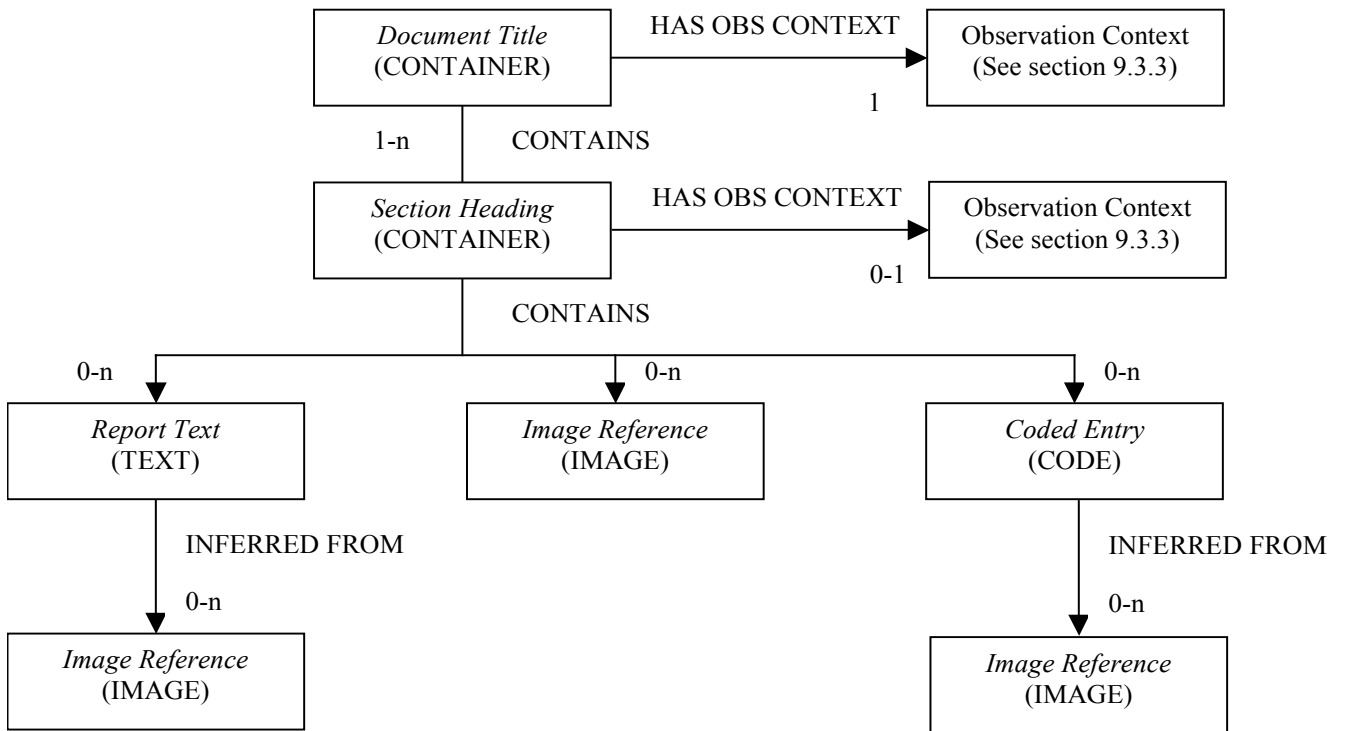 Document Title
(CONTAINER)
HAS OBS CONTEXT
1
Observation Context
(See section 9.3.3)
1-n
CONTAINS
Section Heading
(CONTAINER)
HAS OBS CONTEXT
0-1
Observation Context
(See section 9.3.3)
CONTAINS
0-n
0-n
0-n
Report Text
(TEXT)
Image Reference
(IMAGE)
Coded Entry
(CODE)
INFERRED FROM
INFERRED FROM
0-n
0-n
Image Reference
(IMAGE)
Image Reference
(IMAGE)